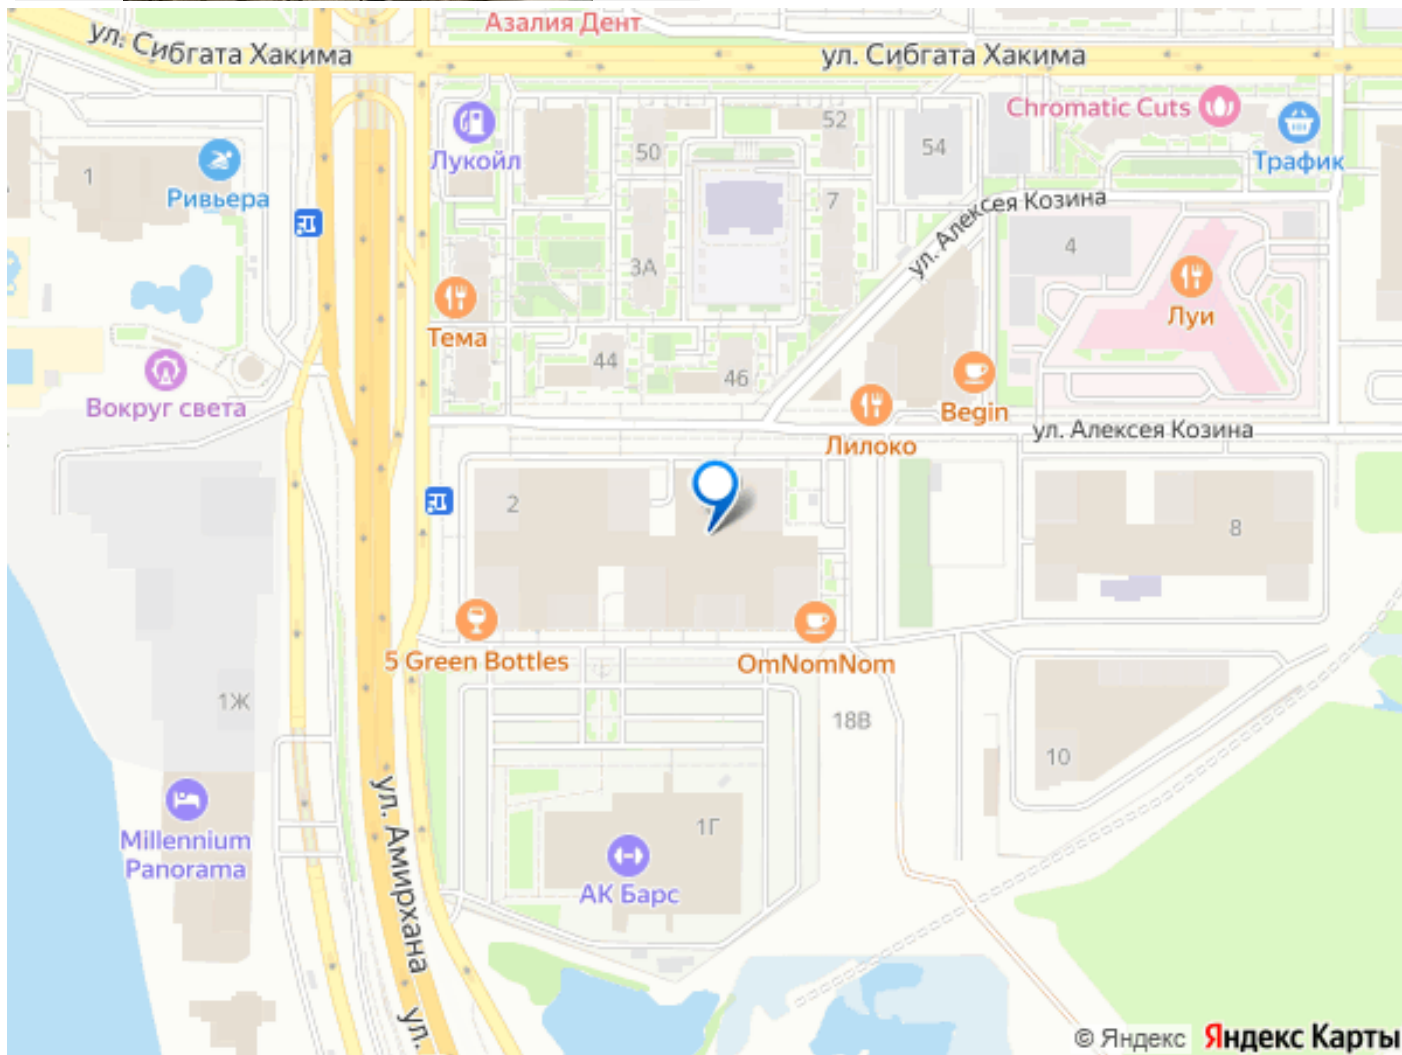 Азалия Дент
ул. Сибгата Хакима
ул. Сибгата Хакима
Chromatic Cuts
Трафик
Лукойл
50
52
54
1
Ривьера
7
ул. Алексея Козина
4
3А
Тема
Луи
44
46
Begin
Вокруг света
Лилоко
ул. Алексея Козина
2
8
5 Green Bottles
OmNomNom
1Ж
18В
10
Millennium
Panorama
ул. Амирхана
1Г
АК Барс
ул.
© Яндекс Яндекс Карты